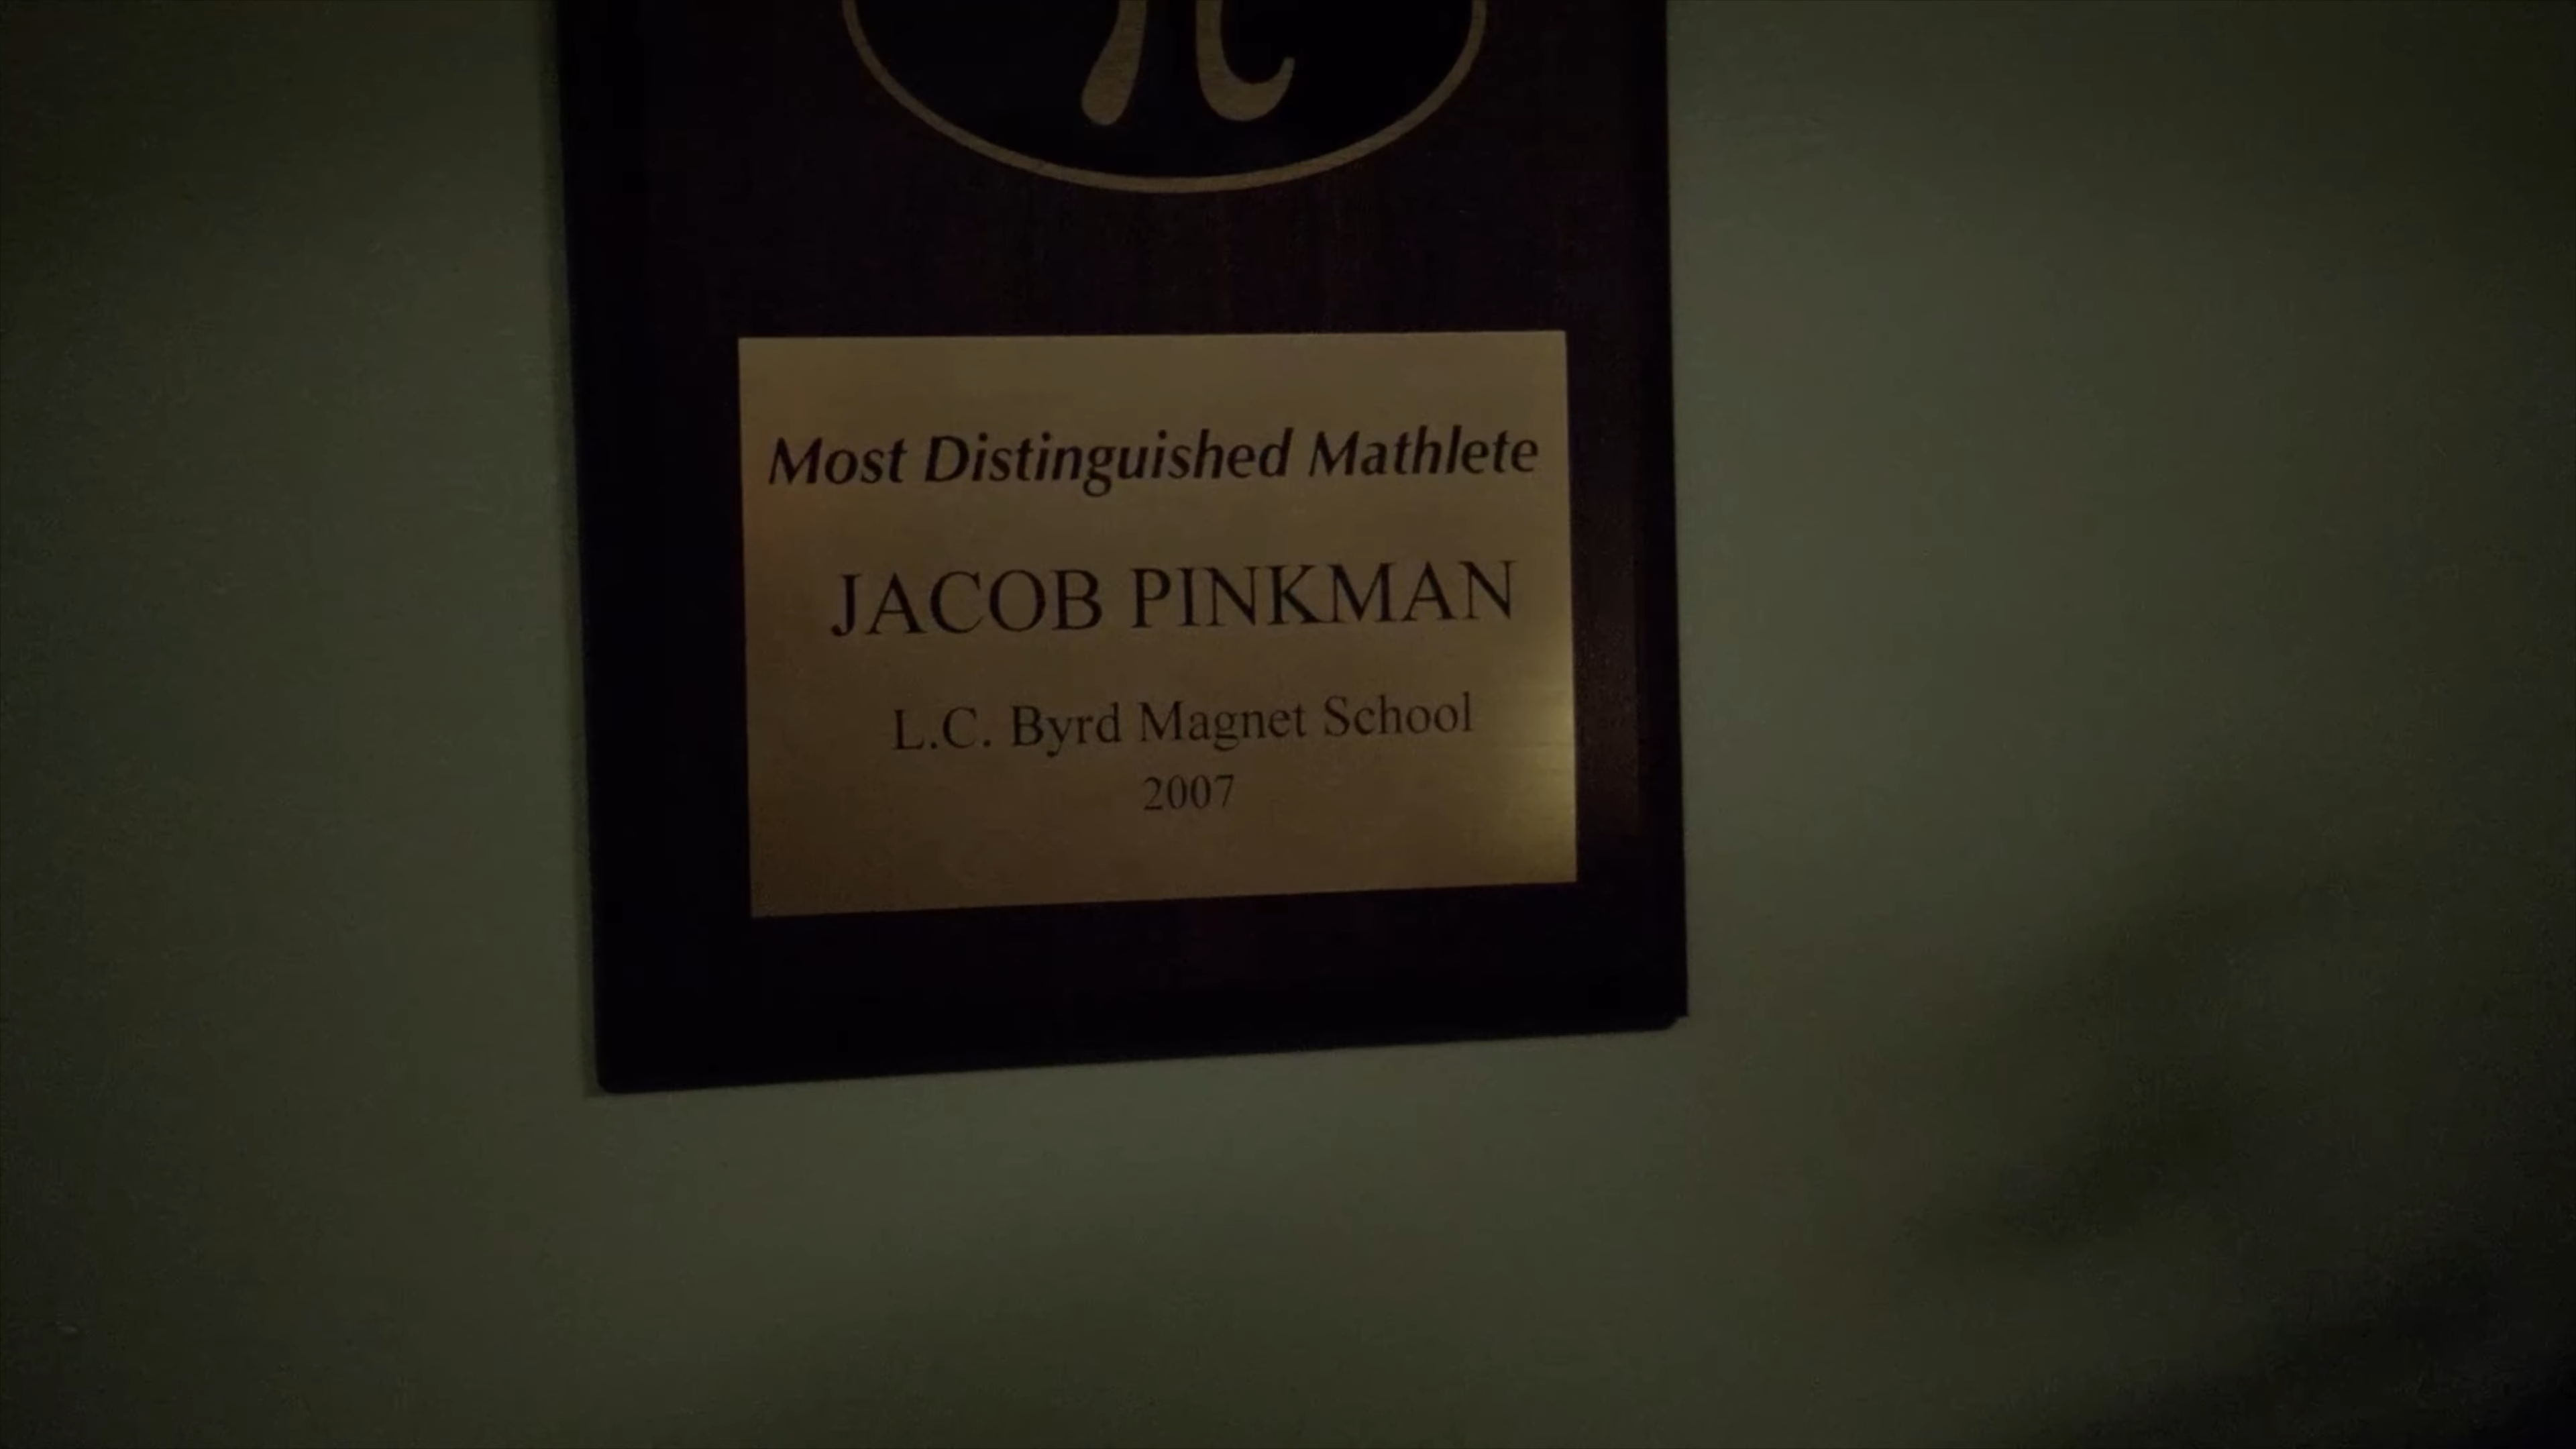 π
Most Distinguished Mathlete
JACOB PINKMAN
L.C. Byrd Magnet School
2007